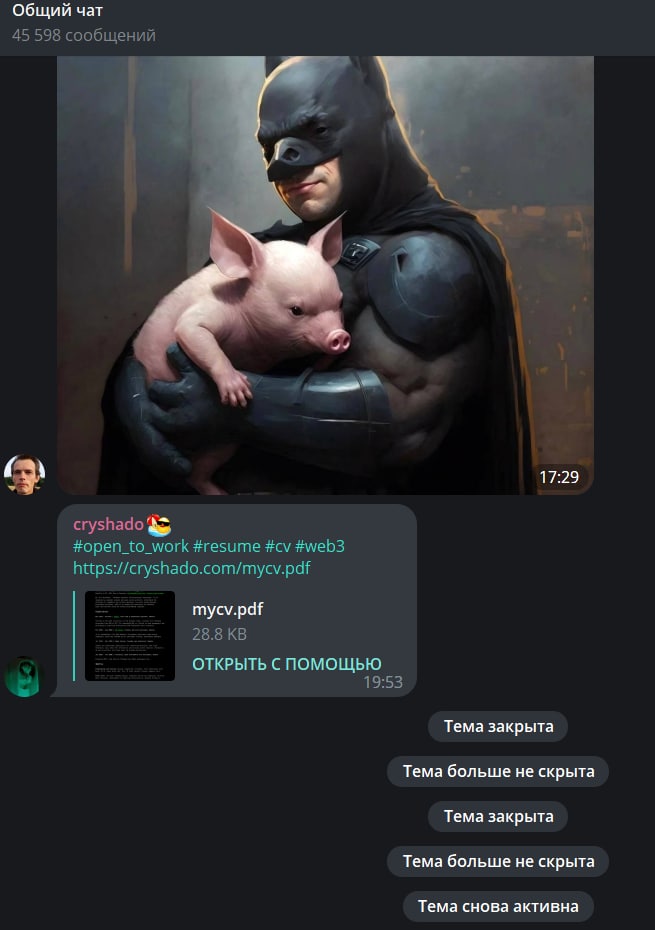 Общий чат
45 598 сообщений
17:29
cryshado
#open_to_work #resume #cv #web3
https://cryshado.com/mycv.pdf
mycv.pdf
28.8 KB
ОТКРЫТЬ С ПОМОЩЬЮ
19:53
Тема закрыта
Тема больше не скрыта
Тема закрыта
Тема больше не скрыта
Тема снова активна